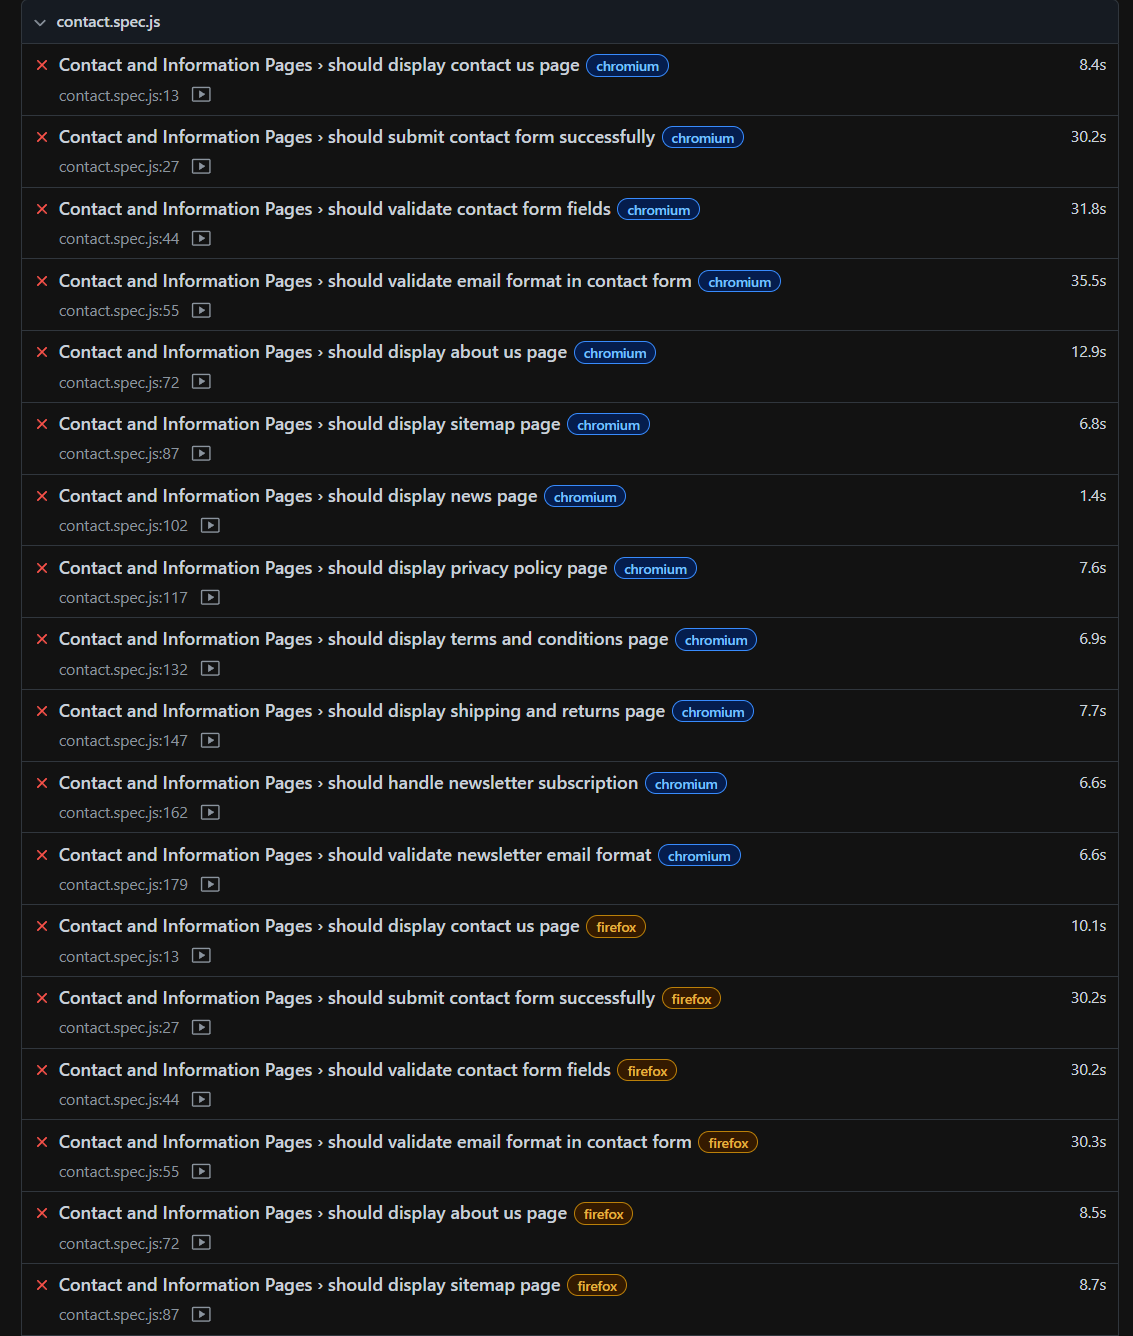 contact.spec.js
Contact and Information Pages › should display contact us page chromium 8.4s
contact.spec.js:13
Contact and Information Pages › should submit contact form successfully chromium 30.2s
contact.spec.js:27
Contact and Information Pages › should validate contact form fields chromium 31.8s
contact.spec.js:44
Contact and Information Pages › should validate email format in contact form chromium 35.5s
contact.spec.js:55
Contact and Information Pages › should display about us page chromium 12.9s
contact.spec.js:72
Contact and Information Pages › should display sitemap page chromium 6.8s
contact.spec.js:87
Contact and Information Pages › should display news page chromium 1.4s
contact.spec.js:102
Contact and Information Pages › should display privacy policy page chromium 7.6s
contact.spec.js:117
Contact and Information Pages › should display terms and conditions page chromium 6.9s
contact.spec.js:132
Contact and Information Pages › should display shipping and returns page chromium 7.7s
contact.spec.js:147
Contact and Information Pages › should handle newsletter subscription chromium 6.6s
contact.spec.js:162
Contact and Information Pages › should validate newsletter email format chromium 6.6s
contact.spec.js:179
Contact and Information Pages › should display contact us page firefox 10.1s
contact.spec.js:13
Contact and Information Pages › should submit contact form successfully firefox 30.2s
contact.spec.js:27
Contact and Information Pages › should validate contact form fields firefox 30.2s
contact.spec.js:44
Contact and Information Pages › should validate email format in contact form firefox 30.3s
contact.spec.js:55
Contact and Information Pages › should display about us page firefox 8.5s
contact.spec.js:72
Contact and Information Pages › should display sitemap page firefox 8.7s
contact.spec.js:87